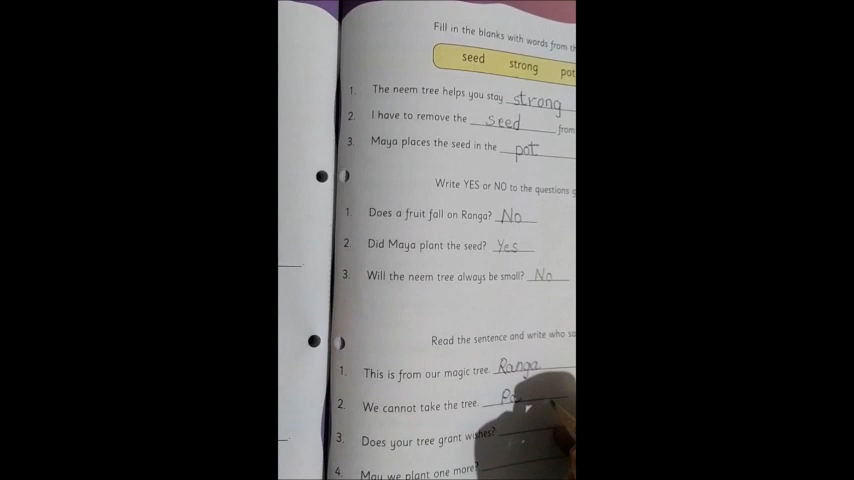 Fill in the blanks with words from th
seed strong pot
1. The neem tree helps you stay strong
2. I have to remove the seed from
3. Maya places the seed in the pot
Write YES or NO to the questions g
1. Does a fruit fall on Ranga? No
2. Did Maya plant the seed? Yes
3. Will the neem tree always be small? No
Read the sentence and write who sa
1. This is from our magic tree. Ranga
2. We cannot take the tree. Pa
3. Does your tree grant wishes?
4. May we plant one more?